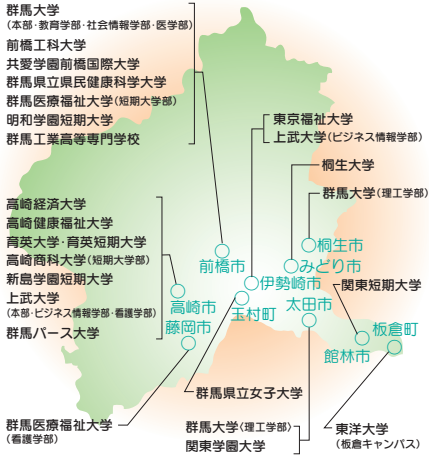 群馬大学
(本部・教育学部・社会情報学部・医学部)
前橋工科大学
共愛学園前橋国際大学
群馬県立県民健康科学大学
群馬医療福祉大学(短期大学部)
明和学園短期大学
群馬工業高等専門学校
東京福祉大学
上武大学(ビジネス情報学部)
桐生大学
群馬大学(理工学部)
高崎経済大学
高崎健康福祉大学
育英大学・育英短期大学
高崎商科大学(短期大学部)
新島学園短期大学
上武大学
(本部・ビジネス情報学部・看護学部)
群馬パース大学
桐生市
前橋市
みどり市
伊勢崎市
関東短期大学
高崎市
玉村町
太田市
藤岡市
板倉町
館林市
群馬県立女子大学
群馬医療福祉大学
(看護学部)
群馬大学(理工学部)
関東学園大学
東洋大学
(板倉キャンパス)